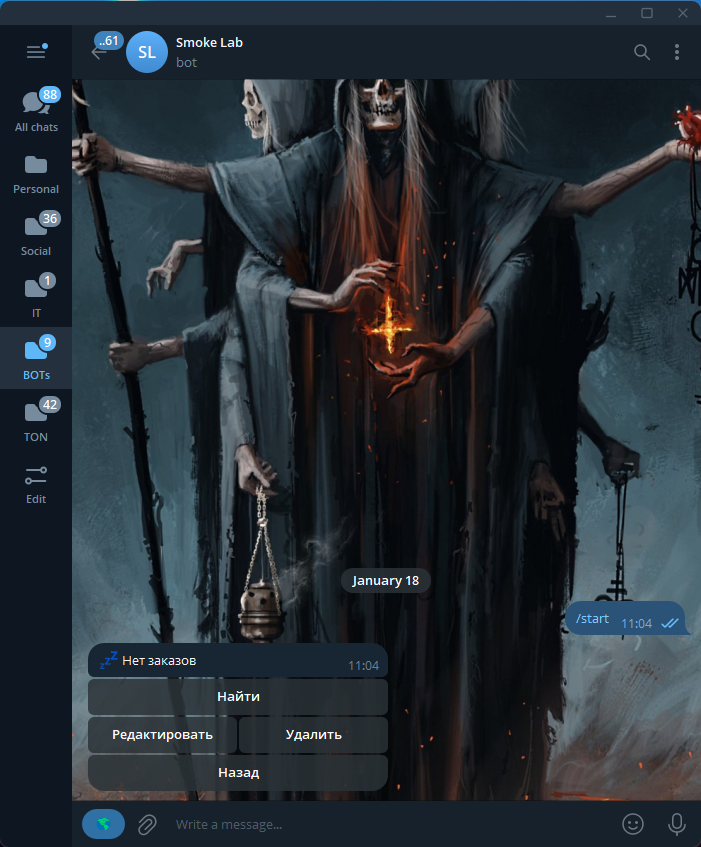 ..61
SL
Smoke Lab
bot
88
All chats
Personal
36
Social
1
IT
9
BOTs
42
TON
Edit
January 18
/start 11:04
zzZ Нет заказов 11:04
Найти
Редактировать Удалить
Назад
Write a message...